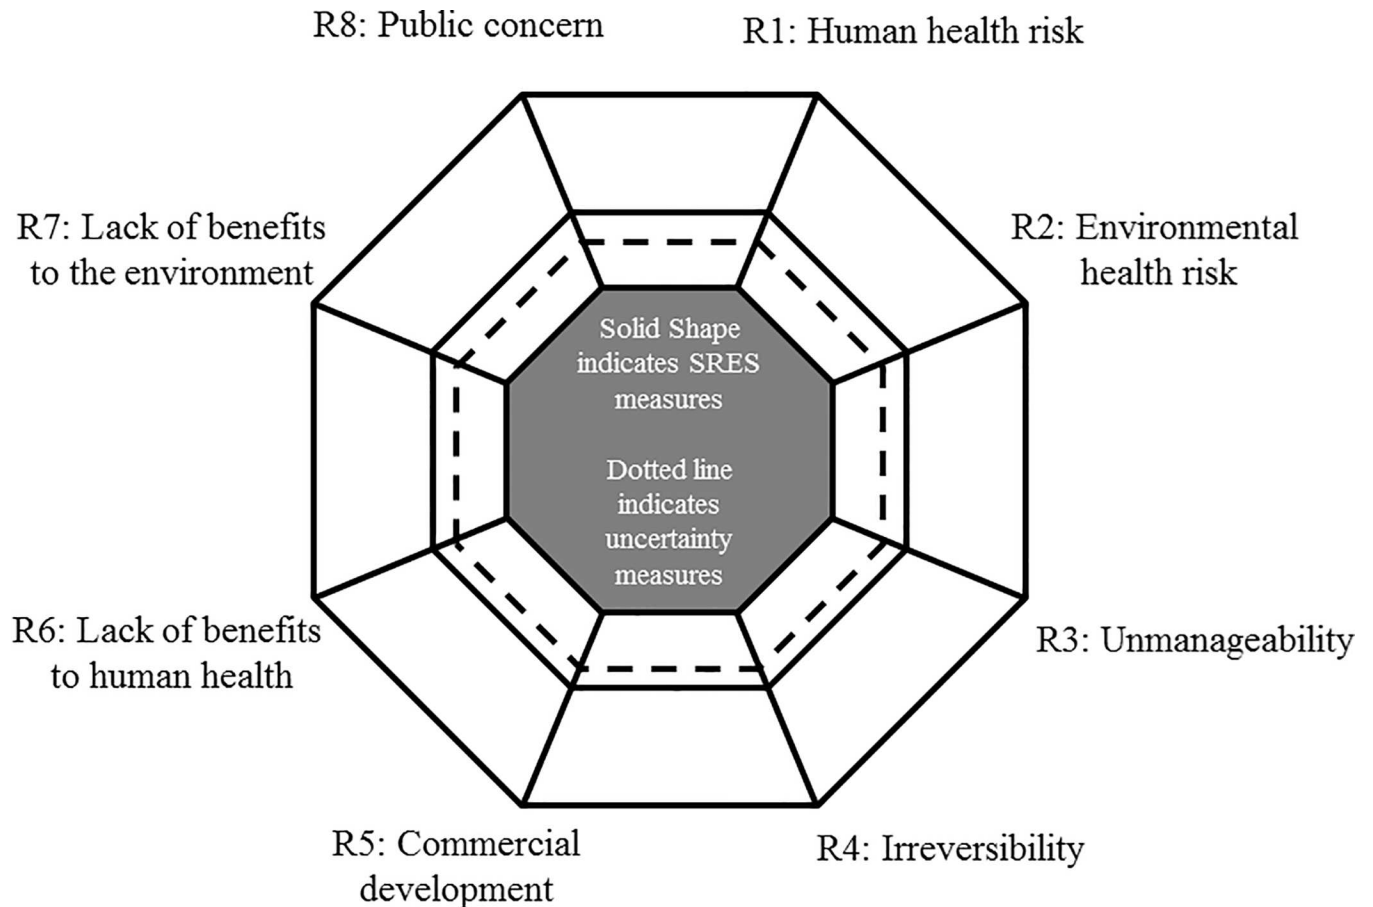 R8: Public concern
R1: Human health risk
R7: Lack of benefits
to the environment
R2: Environmental
health risk
Solid Shape
indicates SRES
measures
Dotted line
indicates
uncertainty
measures
R6: Lack of benefits
to human health
R3: Unmanageability
R5: Commercial
development
R4: Irreversibility